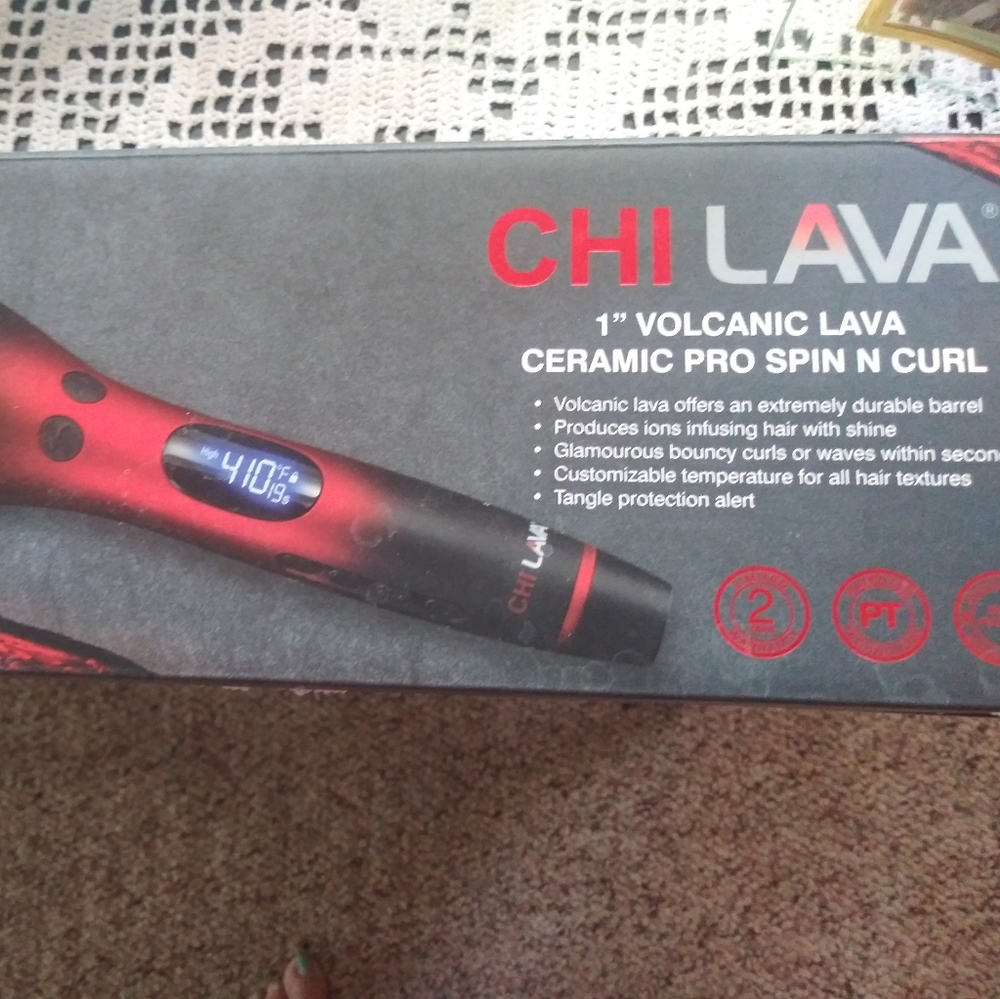 CHI LAVA®
1” VOLCANIC LAVA
CERAMIC PRO SPIN N CURL
• Volcanic lava offers an extremely durable barrel
• Produces ions infusing hair with shine
• Glamourous bouncy curls or waves within secon
• Customizable temperature for all hair textures
• Tangle protection alert
High 410°F
19s
CHI LAVA
2
PT